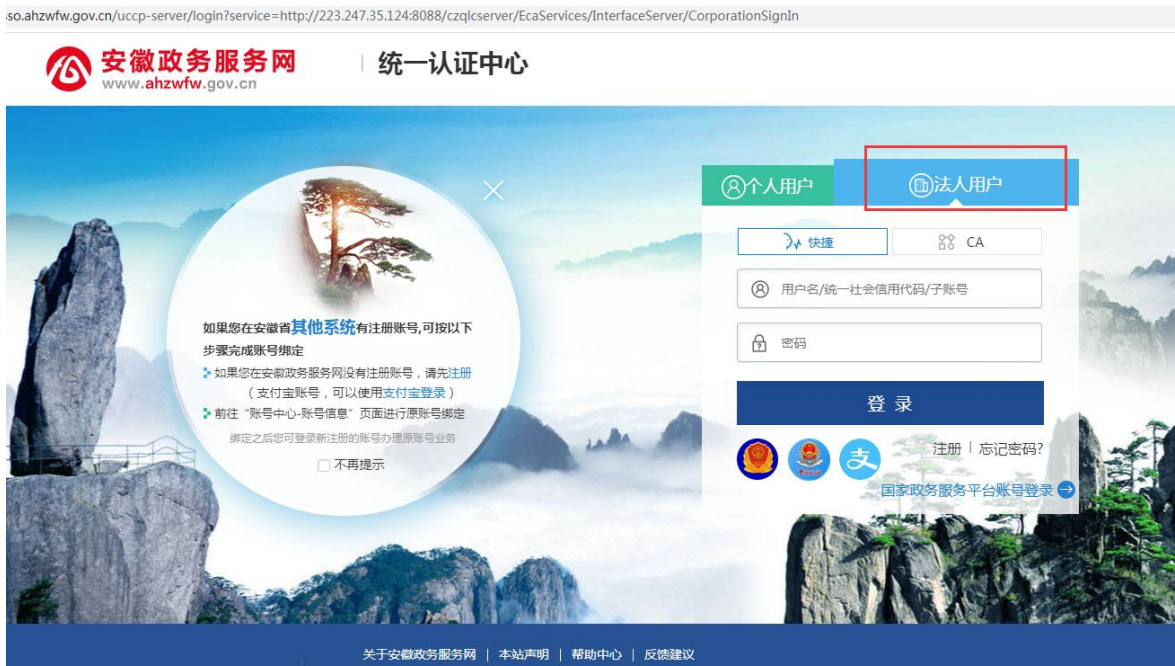 so.ahzwfw.gov.cn/uccp-server/login?service=http://223.247.35.124:8088/czqlcserver/EcaServices/InterfaceServer/CorporationSignIn
安徽政务服务网
www.ahzwfw.gov.cn
统一认证中心
个人用户
法人用户
快捷
CA
用户名/统一社会信用代码/子账号
密码
登 录
注册 | 忘记密码?
国家政务服务平台账号登录
如果您在安徽省其他系统有注册账号,可按以下
步骤完成账号绑定
如果您在安徽政务服务网没有注册账号，请先注册
（支付宝账号，可以使用支付宝登录）
前往“账号中心-账号信息”页面进行原账号绑定
绑定之后您可登录新注册的账号办理原账号业务
不再提示
关于安徽政务服务网 | 本站声明 | 帮助中心 | 反馈建议